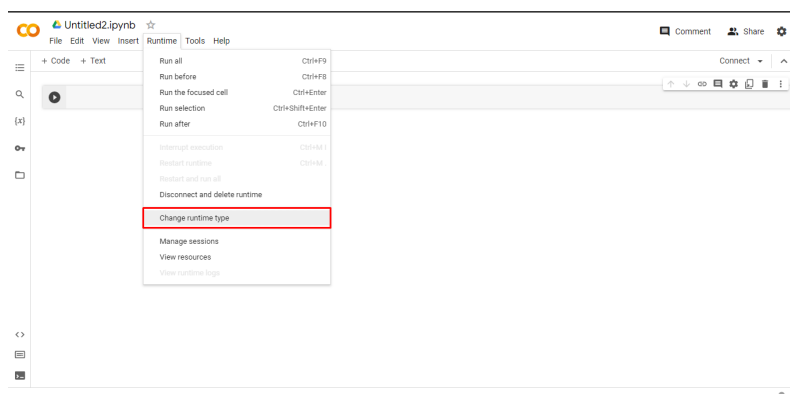 Untitled2.ipynb
File Edit View Insert Runtime Tools Help
Comment Share
+ Code + Text
Connect
Run all Ctrl+F9
Run before Ctrl+F8
Run the focused cell Ctrl+Enter
Run selection Ctrl+Shift+Enter
Run after Ctrl+F10
Interrupt execution Ctrl+M I
Restart runtime Ctrl+M .
Restart and run all
Disconnect and delete runtime
Change runtime type
Manage sessions
View resources
View runtime logs
{x}